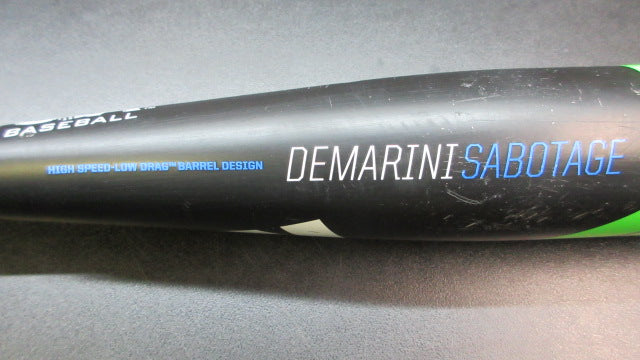 BASEBALL
HIGH SPEED-LOW DRAG™ BARREL DESIGN
DEMARINI SABOTAGE